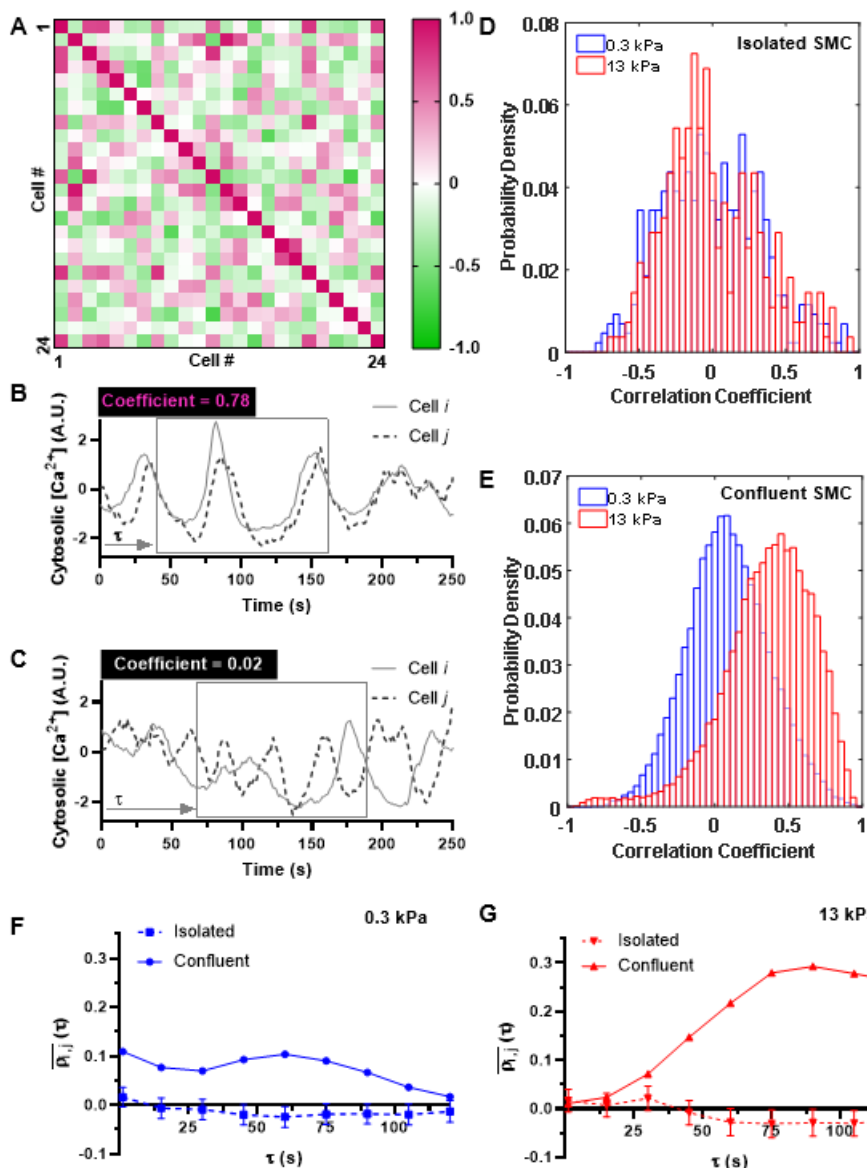 A
1
Cell #
24
1
Cell #
24
1.0
0.5
0
-0.5
-1.0
B
Coefficient = 0.78
Cell i
Cell j
Cytosolic [Ca2+] (A.U.)
2
0
-2
τ
0
50
100
150
200
250
Time (s)
C
Coefficient = 0.02
Cell i
Cell j
Cytosolic [Ca2+] (A.U.)
2
0
-2
τ
0
50
100
150
200
250
Time (s)
D
0.3 kPa
13 kPa
Isolated SMC
Probability Density
0.08
0.06
0.04
0.02
0
-1
-0.5
0
0.5
1
Correlation Coefficient
E
0.3 kPa
13 kPa
Confluent SMC
Probability Density
0.07
0.06
0.05
0.04
0.03
0.02
0.01
0
-1
-0.5
0
0.5
1
Correlation Coefficient
F
0.3 kPa
Isolated
Confluent
ρi,j (τ)
0.3
0.2
0.1
0.0
-0.1
25
50
75
100
τ (s)
G
13 kP
Isolated
Confluent
ρi,j (τ)
0.3
0.2
0.1
0.0
-0.1
25
50
75
100
τ (s)